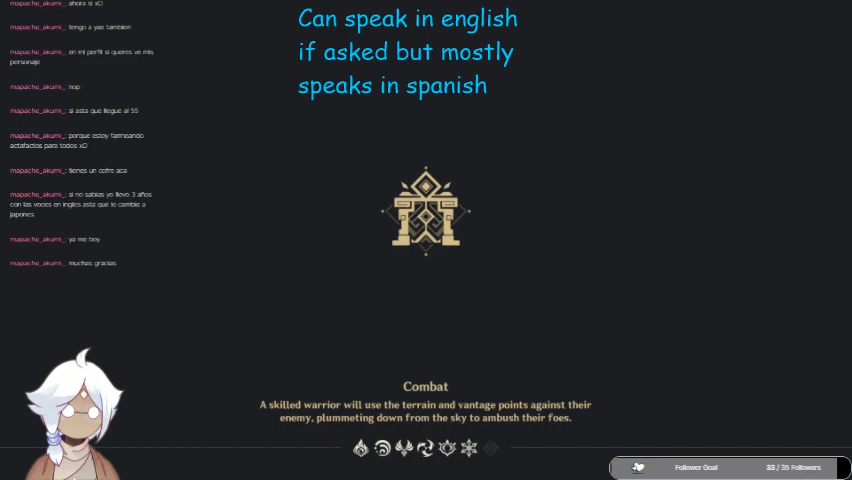 mapache_akumi_: ahora si xD
mapache_akumi_: tengo a yae tambien
mapache_akumi_: en mi perfil si queres ve mis
personaje
mapache_akumi_: nop
mapache_akumi_: si asta que llegue al 55
mapache_akumi_: porque estoy farmeando
actafactos para todos xD
mapache_akumi_: tienes un cofre aca
mapache_akumi_: si no sabias yo llevo 3 años
con las voces en ingles asta que lo cambie a
japones
mapache_akumi_: ya me boy
mapache_akumi_: muchas gracias
Can speak in english
if asked but mostly
speaks in spanish
Combat
A skilled warrior will use the terrain and vantage points against their
enemy, plummeting down from the sky to ambush their foes.
Follower Goal
33 / 35 Followers